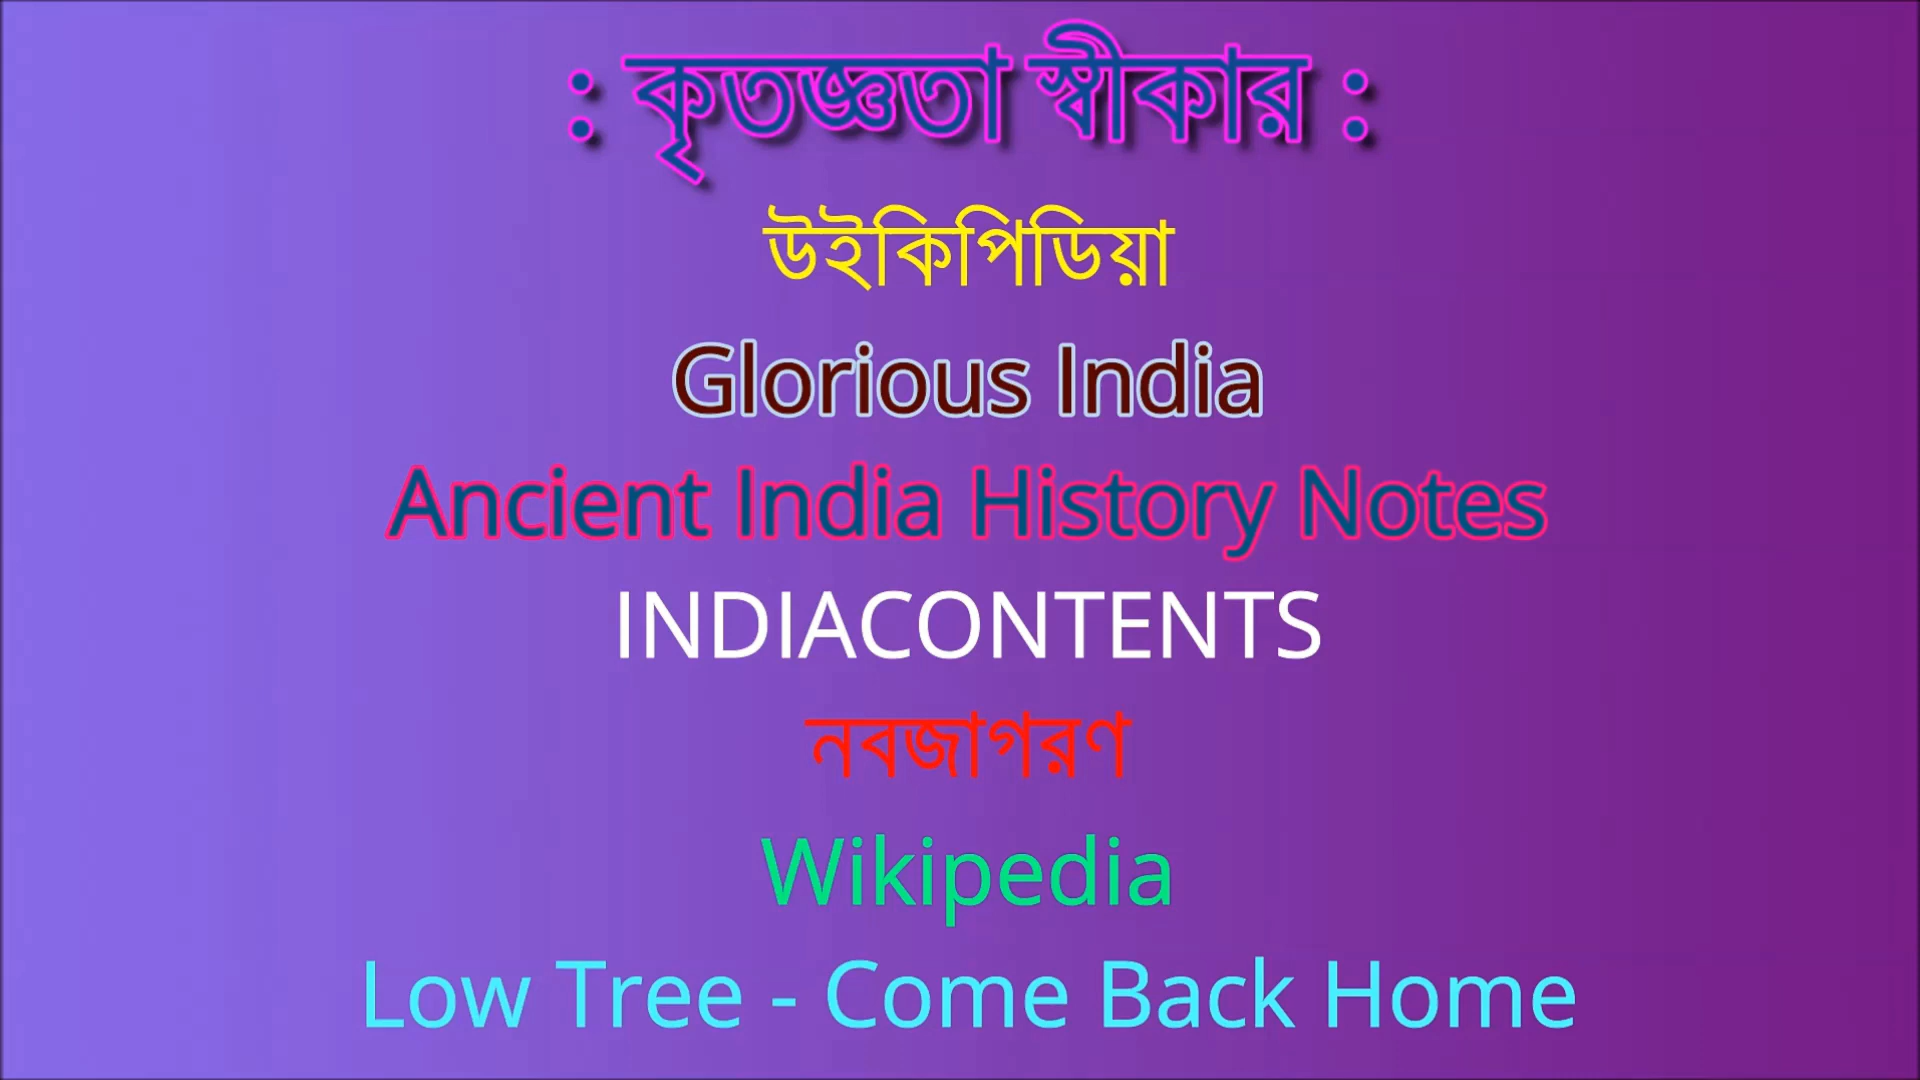 : কৃতজ্ঞতা স্বীকার :
উইকিপিডিয়া
Glorious India
Ancient India History Notes
INDIACONTENTS
নবজাগরণ
Wikipedia
Low Tree - Come Back Home